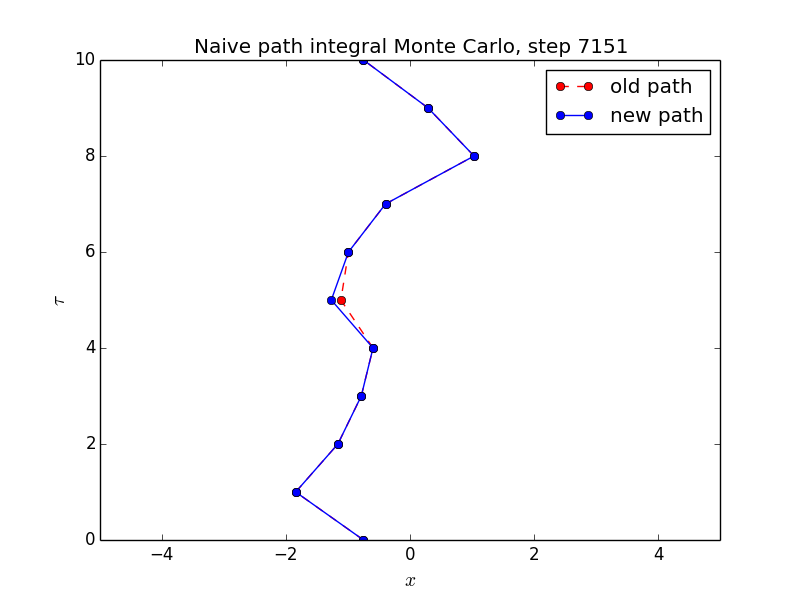 Naive path integral Monte Carlo, step 7151
old path
new path
10
8
6
4
2
0
τ
−4 −2 0 2 4
x